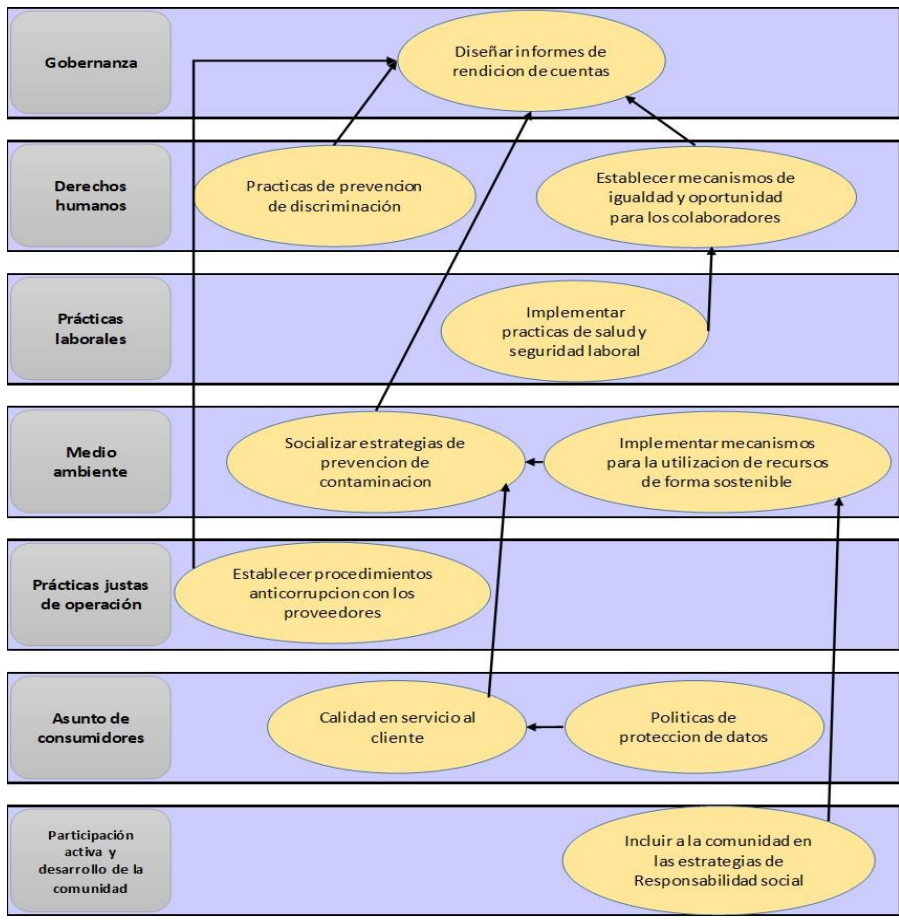 Gobernanza
Diseñar informes de
rendicion de cuentas
Derechos
humanos
Practicas de prevencion
de discriminación
Establecer mecanismos de
igualdad y oportunidad
para los colaboradores
Prácticas
laborales
Implementar
practicas de salud y
seguridad laboral
Medio
ambiente
Socializar estrategias de
prevencion de
contaminacion
Implementar mecanismos
para la utilizacion de recursos
de forma sostenible
Prácticas justas
de operación
Establecer procedimientos
anticorrupcion con los
proveedores
Asunto de
consumidores
Calidad en servicio al
cliente
Politicas de
proteccion de datos
Participación
activa y
desarrollo de la
comunidad
Incluir a la comunidad en
las estrategias de
Responsabilidad social